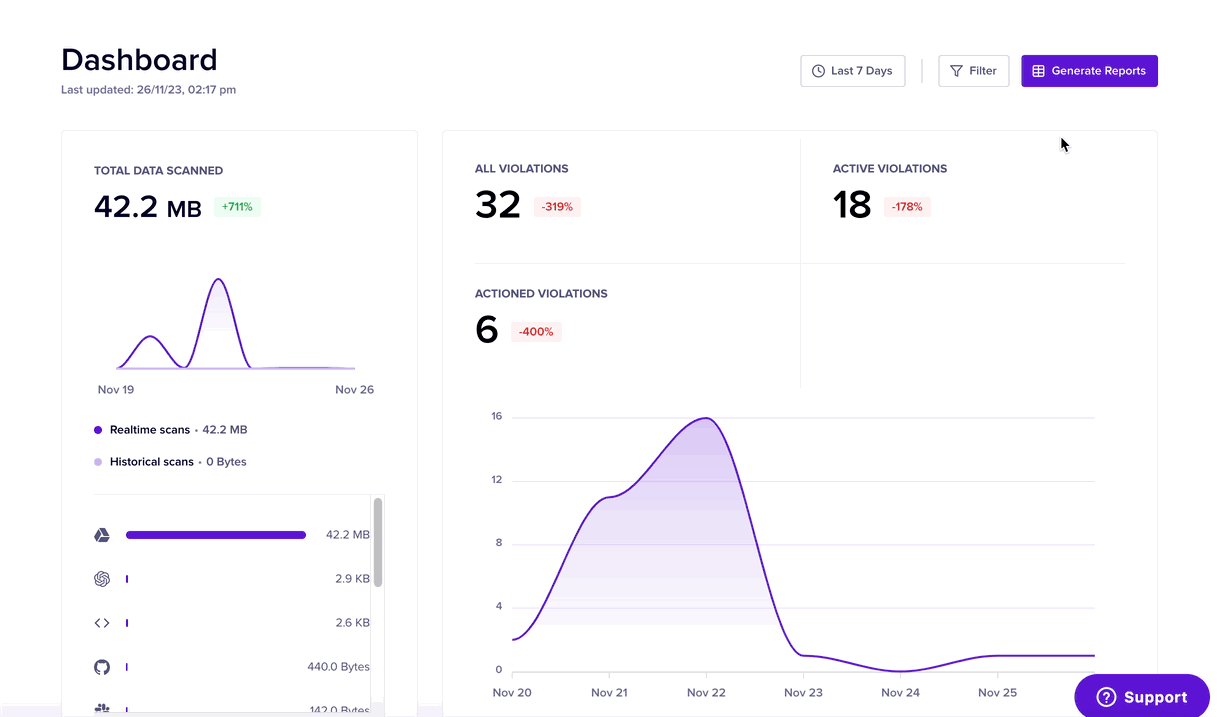 Dashboard
Last updated: 26/11/23, 02:17 pm
Last 7 Days
Filter
Generate Reports
TOTAL DATA SCANNED
42.2 MB +711%
Nov 19 Nov 26
Realtime scans • 42.2 MB
Historical scans • 0 Bytes
42.2 MB
2.9 KB
2.6 KB
440.0 Bytes
142.0 Bytes
ALL VIOLATIONS
32 -319%
ACTIVE VIOLATIONS
18 -178%
ACTIONED VIOLATIONS
6 -400%
16
12
8
4
0
Nov 20 Nov 21 Nov 22 Nov 23 Nov 24 Nov 25
Support